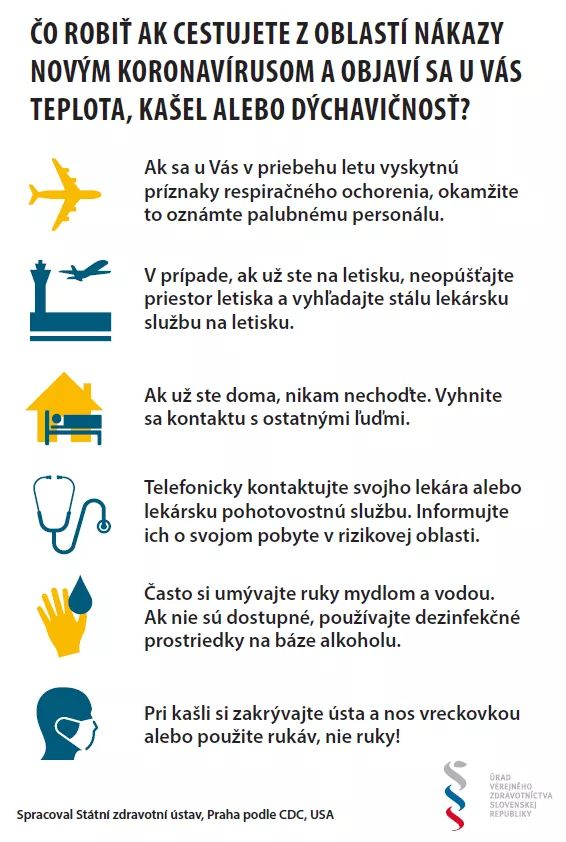 ČO ROBIŤ AK CESTUJETE Z OBLASTÍ NÁKAZY
NOVÝM KORONAVÍRUSOM A OBJAVÍ SA U VÁS
TEPLOTA, KAŠEL ALEBO DÝCHAVIČNOSŤ?
Ak sa u Vás v priebehu letu vyskytnú
príznaky respiračného ochorenia, okamžite
to oznámte palubnému personálu.
V prípade, ak už ste na letisku, neopúšťajte
priestor letiska a vyhľadajte stálu lekársku
službu na letisku.
Ak už ste doma, nikam nechoďte. Vyhnite
sa kontaktu s ostatnými ľuďmi.
Telefonicky kontaktujte svojho lekára alebo
lekársku pohotovostnú službu. Informujte
ich o svojom pobyte v rizikovej oblasti.
Často si umývajte ruky mydlom a vodou.
Ak nie sú dostupné, používajte dezinfekčné
prostriedky na báze alkoholu.
Pri kašli si zakrývajte ústa a nos vreckovkou
alebo použite rukáv, nie ruky!
ÚRAD
VEREJNÉHO
ZDRAVOTNÍCTVA
SLOVENSKEJ
REPUBLIKY
Spracoval Státní zdravotní ústav, Praha podle CDC, USA